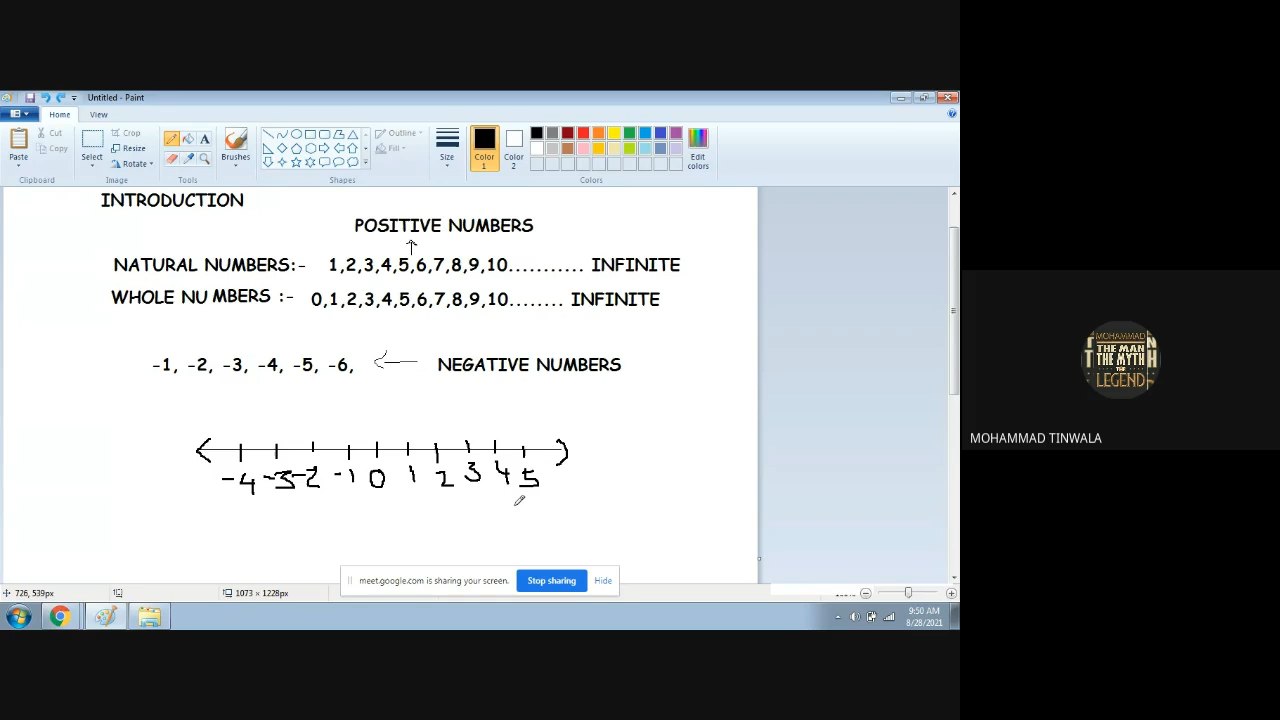 Untitled - Paint
Home View
Paste
Cut
Copy
Clipboard
Select
Crop
Resize
Rotate
Image
Tools
Brushes
Outline
Fill
Shapes
Size
Color 1
Color 2
Edit colors
Colors
INTRODUCTION
POSITIVE NUMBERS
NATURAL NUMBERS:- 1,2,3,4,5,6,7,8,9,10........... INFINITE
WHOLE NU MBERS :- 0,1,2,3,4,5,6,7,8,9,10........ INFINITE
-1, -2, -3, -4, -5, -6, NEGATIVE NUMBERS
-4 -3 -2 -1 0 1 2 3 4 5
meet.google.com is sharing your screen. Stop sharing Hide
726, 539px 1073 × 1228px
9:50 AM
8/28/2021
MOHAMMAD
THE MAN
THE MYTH
THE
LEGEND
MOHAMMAD TINWALA